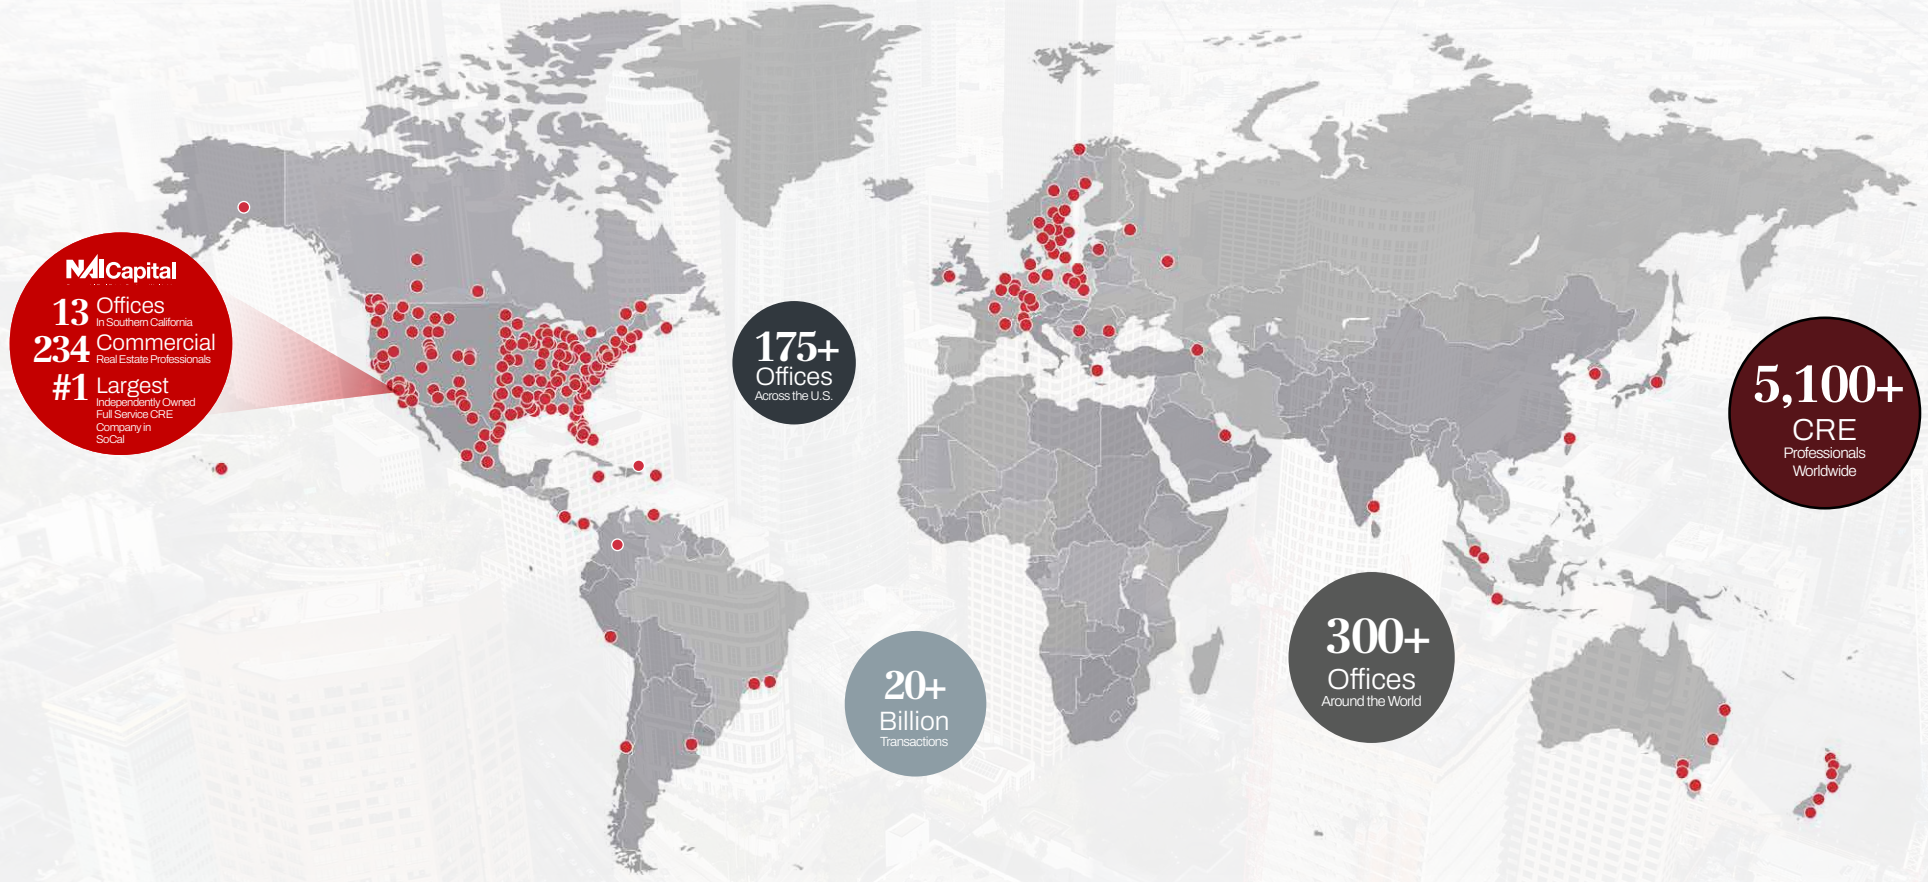 NAICapital
13 Offices
In Southern California
234 Commercial
Real Estate Professionals
#1 Largest
Independently Owned
Full Service CRE
Company in
SoCal
175+
Offices
Across the U.S.
20+
Billion
Transactions
300+
Offices
Around the World
5,100+
CRE
Professionals
Worldwide